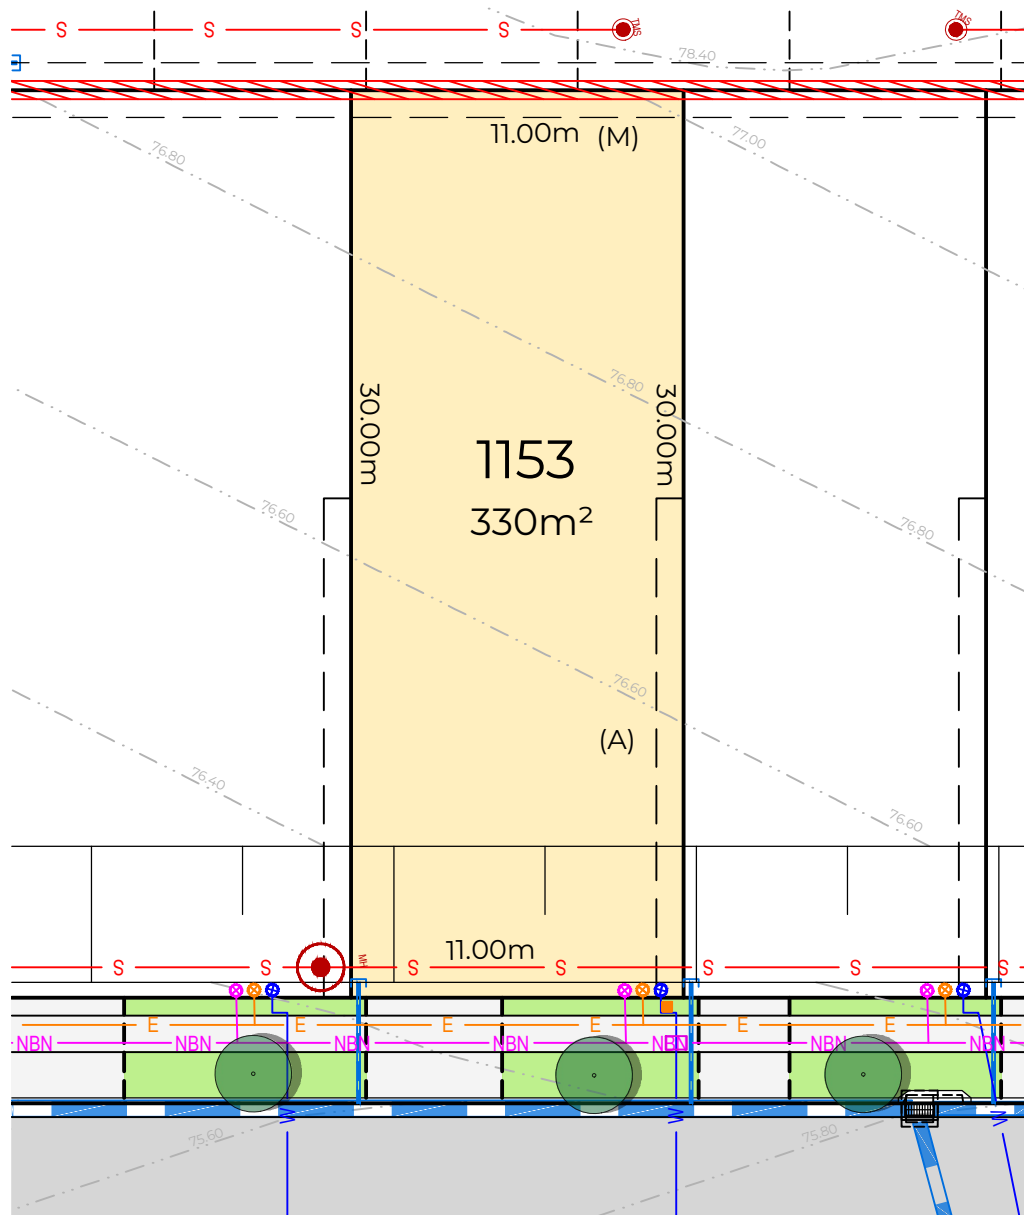 S S S S TMS TMS
78.40
11.00m (M)
76.80 77.00
30.00m 76.80 30.00m
1153
330m²
76.60 76.80
76.60
(A)
76.40
76.60
11.00m
S S MH S S S S S
E E E E E E
NBN NBN NBN NBN NBN NBN NBN
W W W
75.60 75.80